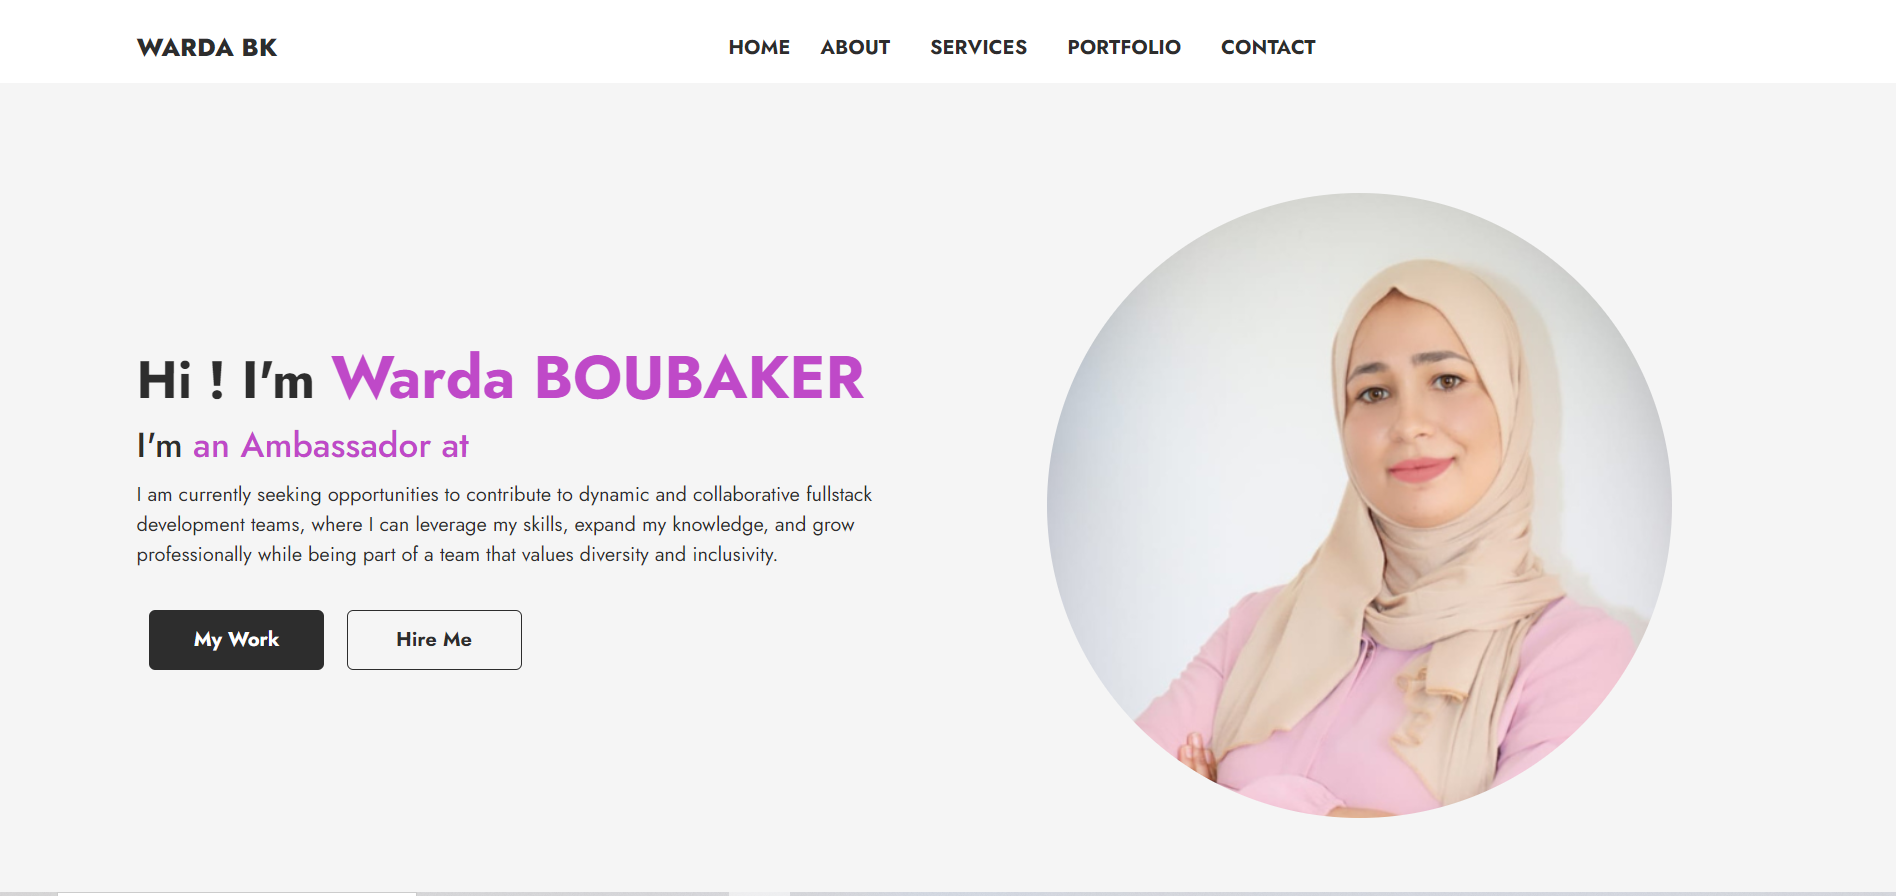 WARDA BK
HOME ABOUT SERVICES PORTFOLIO CONTACT
Hi ! I'm Warda BOUBAKER
I'm an Ambassador at
I am currently seeking opportunities to contribute to dynamic and collaborative fullstack
development teams, where I can leverage my skills, expand my knowledge, and grow
professionally while being part of a team that values diversity and inclusivity.
My Work
Hire Me